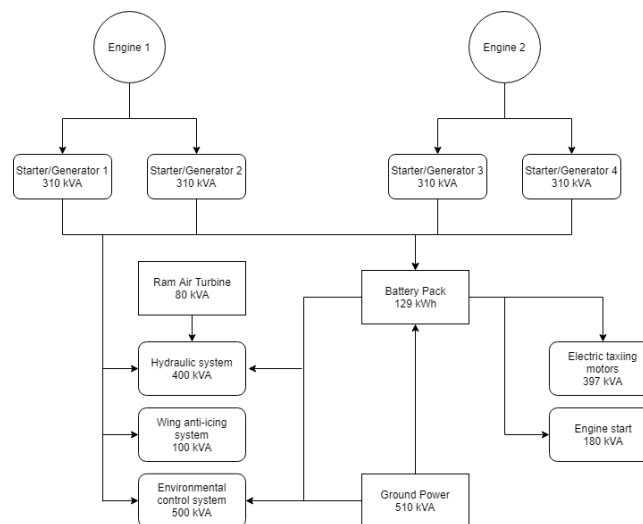 Engine 1
Engine 2
Starter/Generator 1
310 kVA
Starter/Generator 2
310 kVA
Starter/Generator 3
310 kVA
Starter/Generator 4
310 kVA
Ram Air Turbine
80 kVA
Battery Pack
129 kWh
Hydraulic system
400 kVA
Electric taxiing
motors
397 kVA
Wing anti-icing
system
100 kVA
Engine start
180 kVA
Environmental
control system
500 kVA
Ground Power
510 kVA